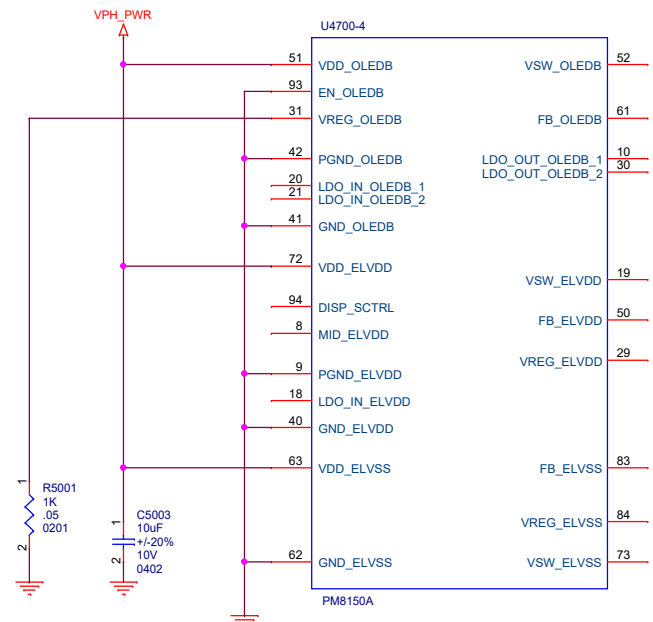 VPH_PWR
U4700-4
51 VDD_OLEDB VSW_OLEDB 52
93 EN_OLEDB
31 VREG_OLEDB FB_OLEDB 61
42 PGND_OLEDB LDO_OUT_OLEDB_1 10
LDO_OUT_OLEDB_2 30
20 LDO_IN_OLEDB_1
21 LDO_IN_OLEDB_2
41 GND_OLEDB
72 VDD_ELVDD
VSW_ELVDD 19
94 DISP_SCTRL
FB_ELVDD 50
8 MID_ELVDD
VREG_ELVDD 29
9 PGND_ELVDD
18 LDO_IN_ELVDD
40 GND_ELVDD
63 VDD_ELVSS FB_ELVSS 83
1
R5001
1K
.05
0201
2
1
C5003
10uF
+/-20%
10V
0402
2
VREG_ELVSS 84
62 GND_ELVSS VSW_ELVSS 73
PM8150A